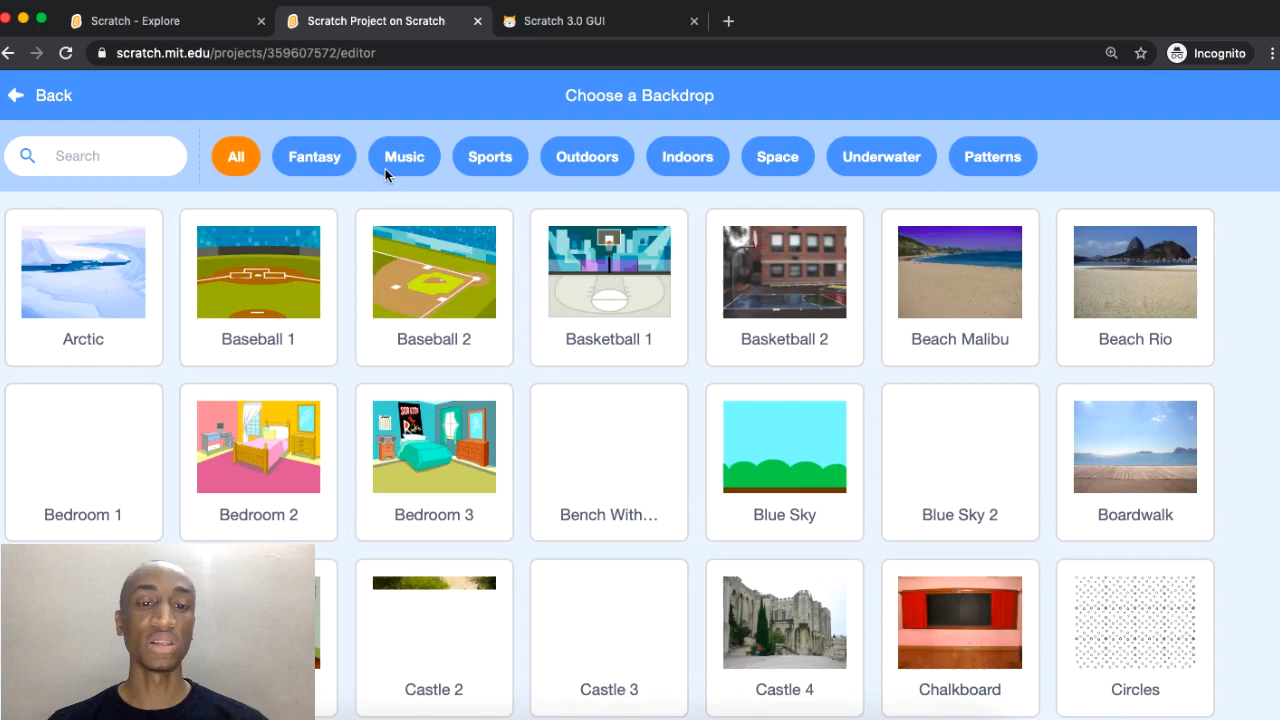 Scratch - Explore
Scratch Project on Scratch
Scratch 3.0 GUI
scratch.mit.edu/projects/359607572/editor
Incognito
Back
Choose a Backdrop
Search
All
Fantasy
Music
Sports
Outdoors
Indoors
Space
Underwater
Patterns
Arctic
Baseball 1
Baseball 2
Basketball 1
Basketball 2
Beach Malibu
Beach Rio
Bedroom 1
Bedroom 2
Bedroom 3
Bench With...
Blue Sky
Blue Sky 2
Boardwalk
Castle 2
Castle 3
Castle 4
Chalkboard
Circles